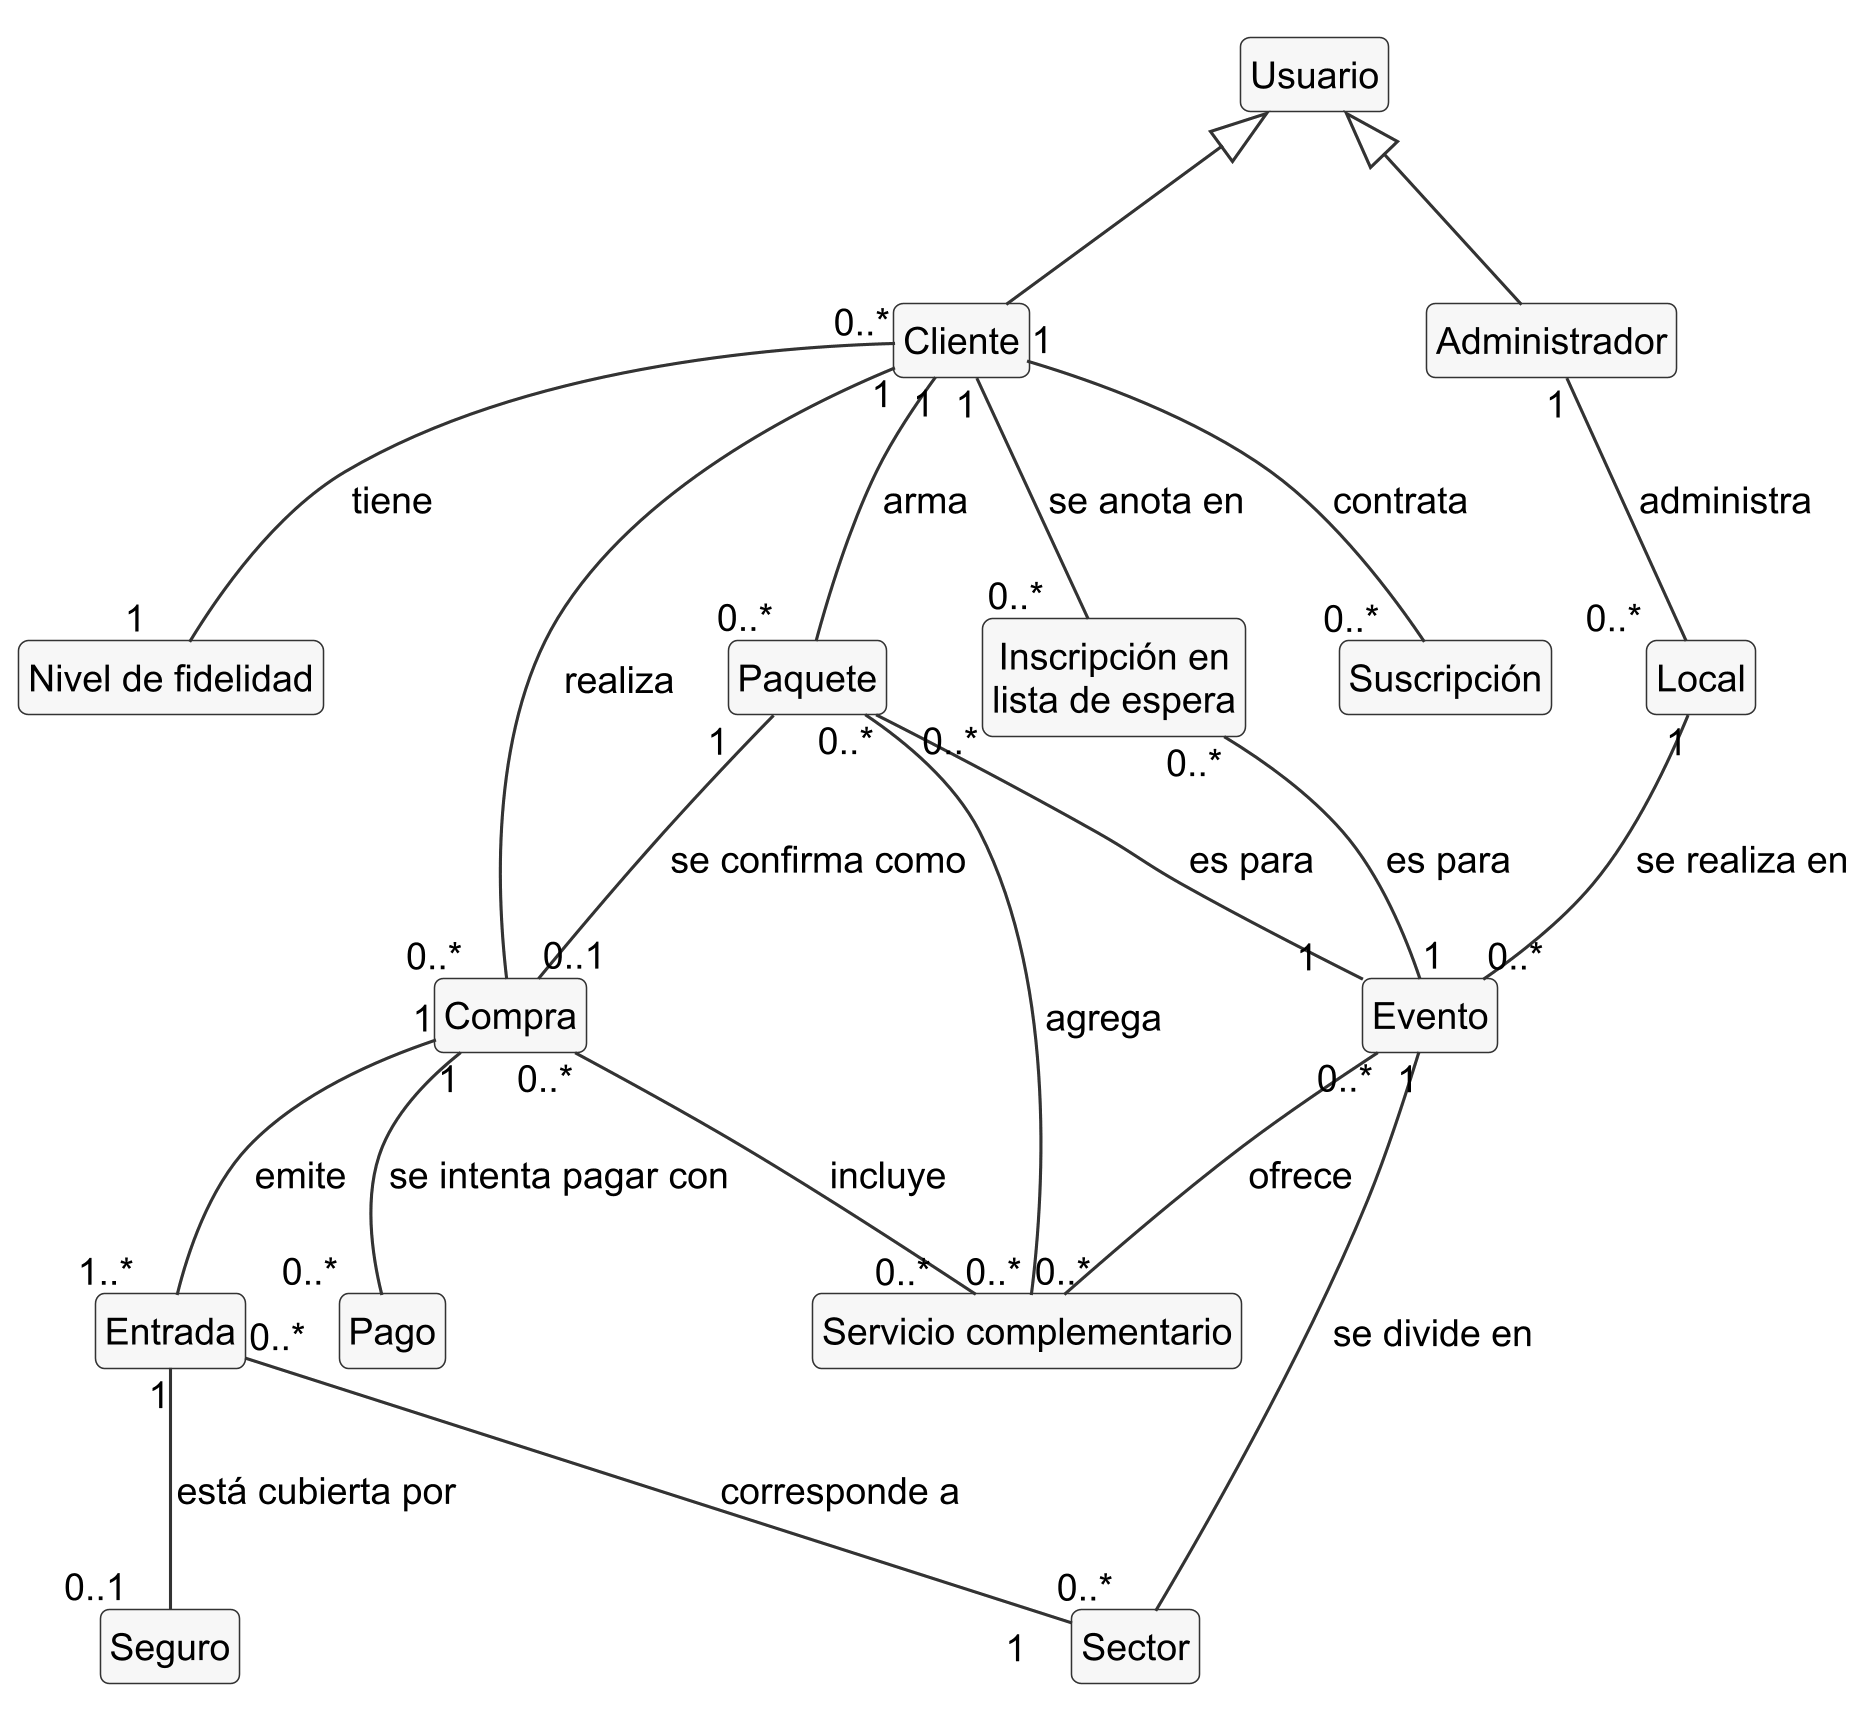 Usuario
0..*
Cliente
1
Administrador
1
1
1
1
tiene
arma
se anota en
contrata
administra
1
0..*
0..*
0..*
0..*
Nivel de fidelidad
realiza
Paquete
Inscripción en
lista de espera
Suscripción
Local
1
0..*
0..*
0..*
1
se confirma como
es para
es para
se realiza en
0..*
0..1
1
1
0..*
1
Compra
agrega
Evento
1
0..*
0..*
1
emite
se intenta pagar con
incluye
ofrece
1..*
0..*
0..*
0..*
0..*
Entrada
0..*
Pago
Servicio complementario
se divide en
1
está cubierta por
corresponde a
0..1
0..*
Seguro
1
Sector